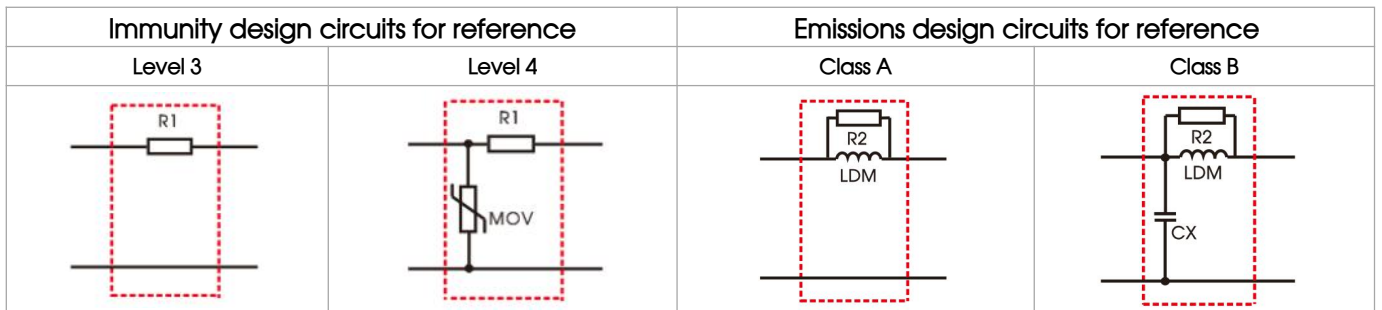 Immunity design circuits for reference
Emissions design circuits for reference
Level 3
Level 4
Class A
Class B
R1
R1
MOV
R2
LDM
R2
LDM
CX